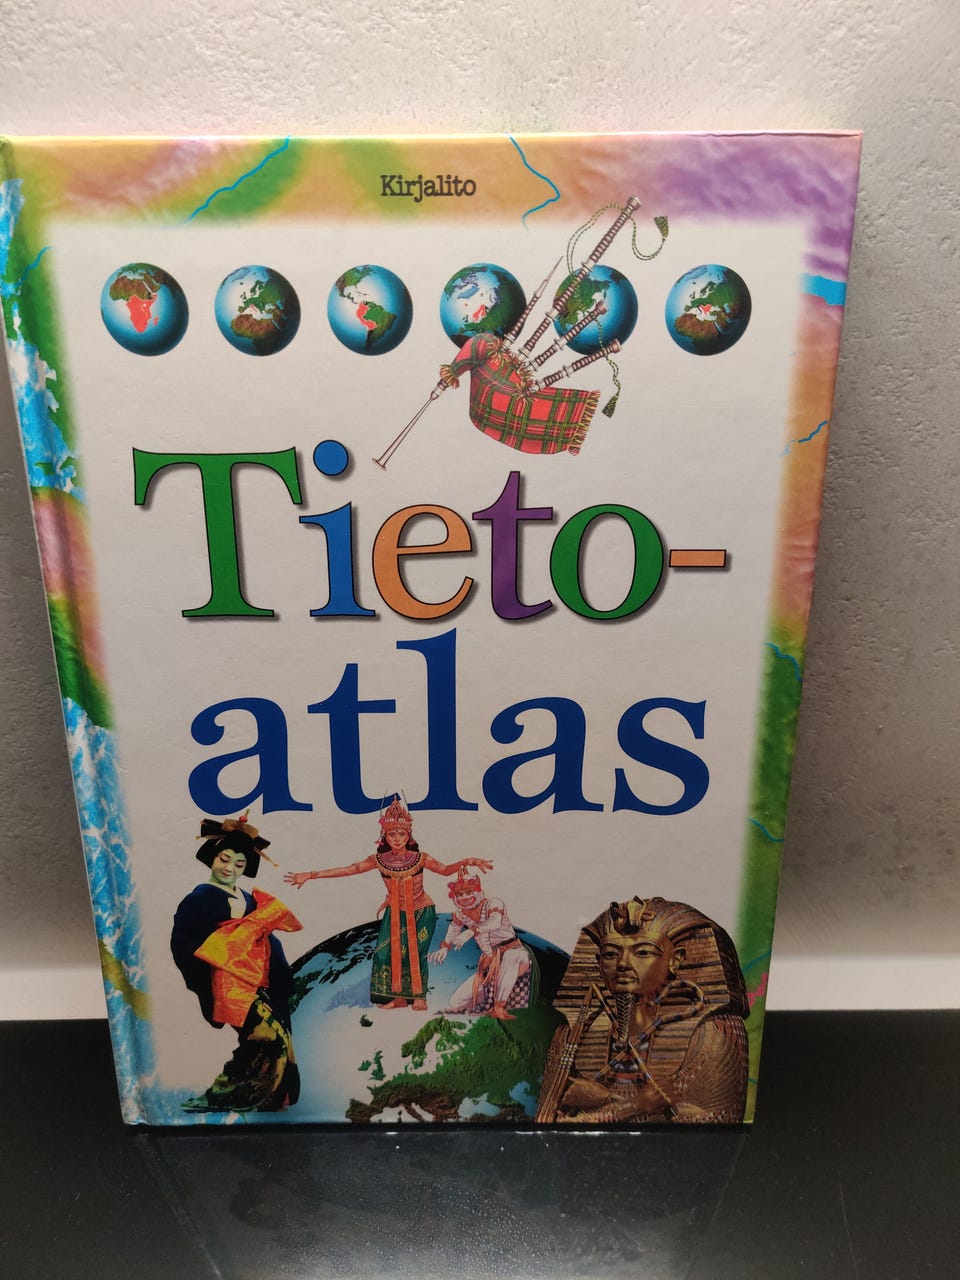 Kirjalito
Tieto-
atlas